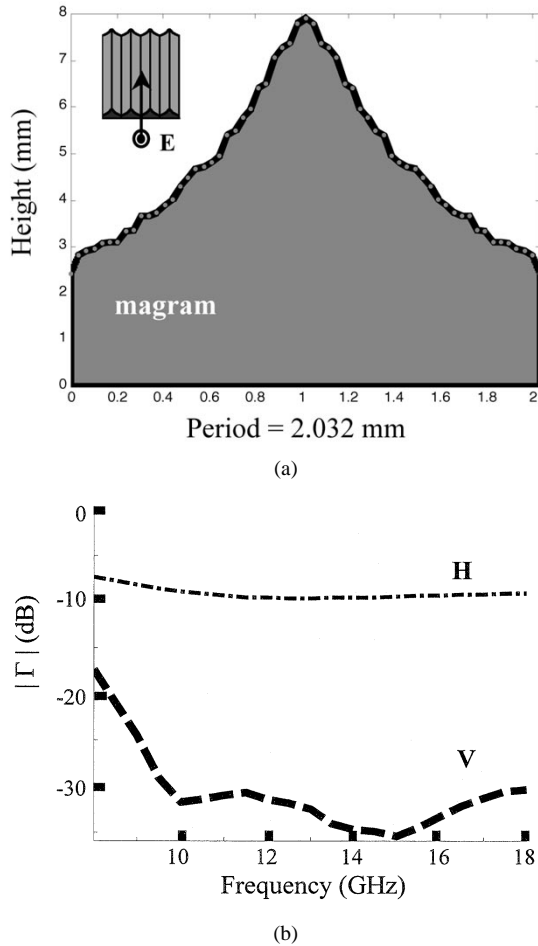 8
7
6
5
4
3
2
1
0
Height (mm)
E
magram
0 0.2 0.4 0.6 0.8 1 1.2 1.4 1.6 1.8 2
Period = 2.032 mm
(a)
0
-10
-20
-30
|Γ| (dB)
H
V
10 12 14 16 18
Frequency (GHz)
(b)